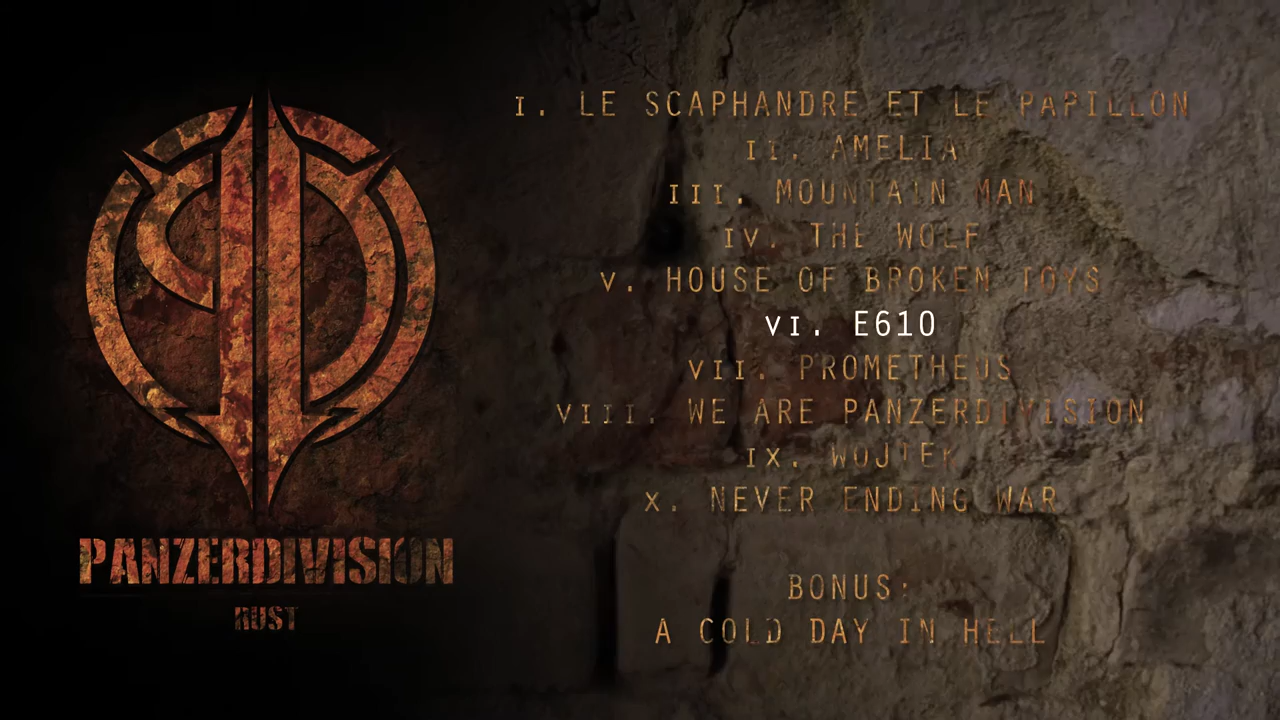 I. LE SCAPHANDRE ET LE PAPILLON
II. AMELIA
III. MOUNTAIN MAN
IV. THE WOLF
V. HOUSE OF BROKEN TOYS
VI. E610
VII. PROMETHEUS
VIII. WE ARE PANZERDIVISION
IX. WOJTEK
X. NEVER ENDING WAR
BONUS:
A COLD DAY IN HELL
PANZERDIVISION
RUST